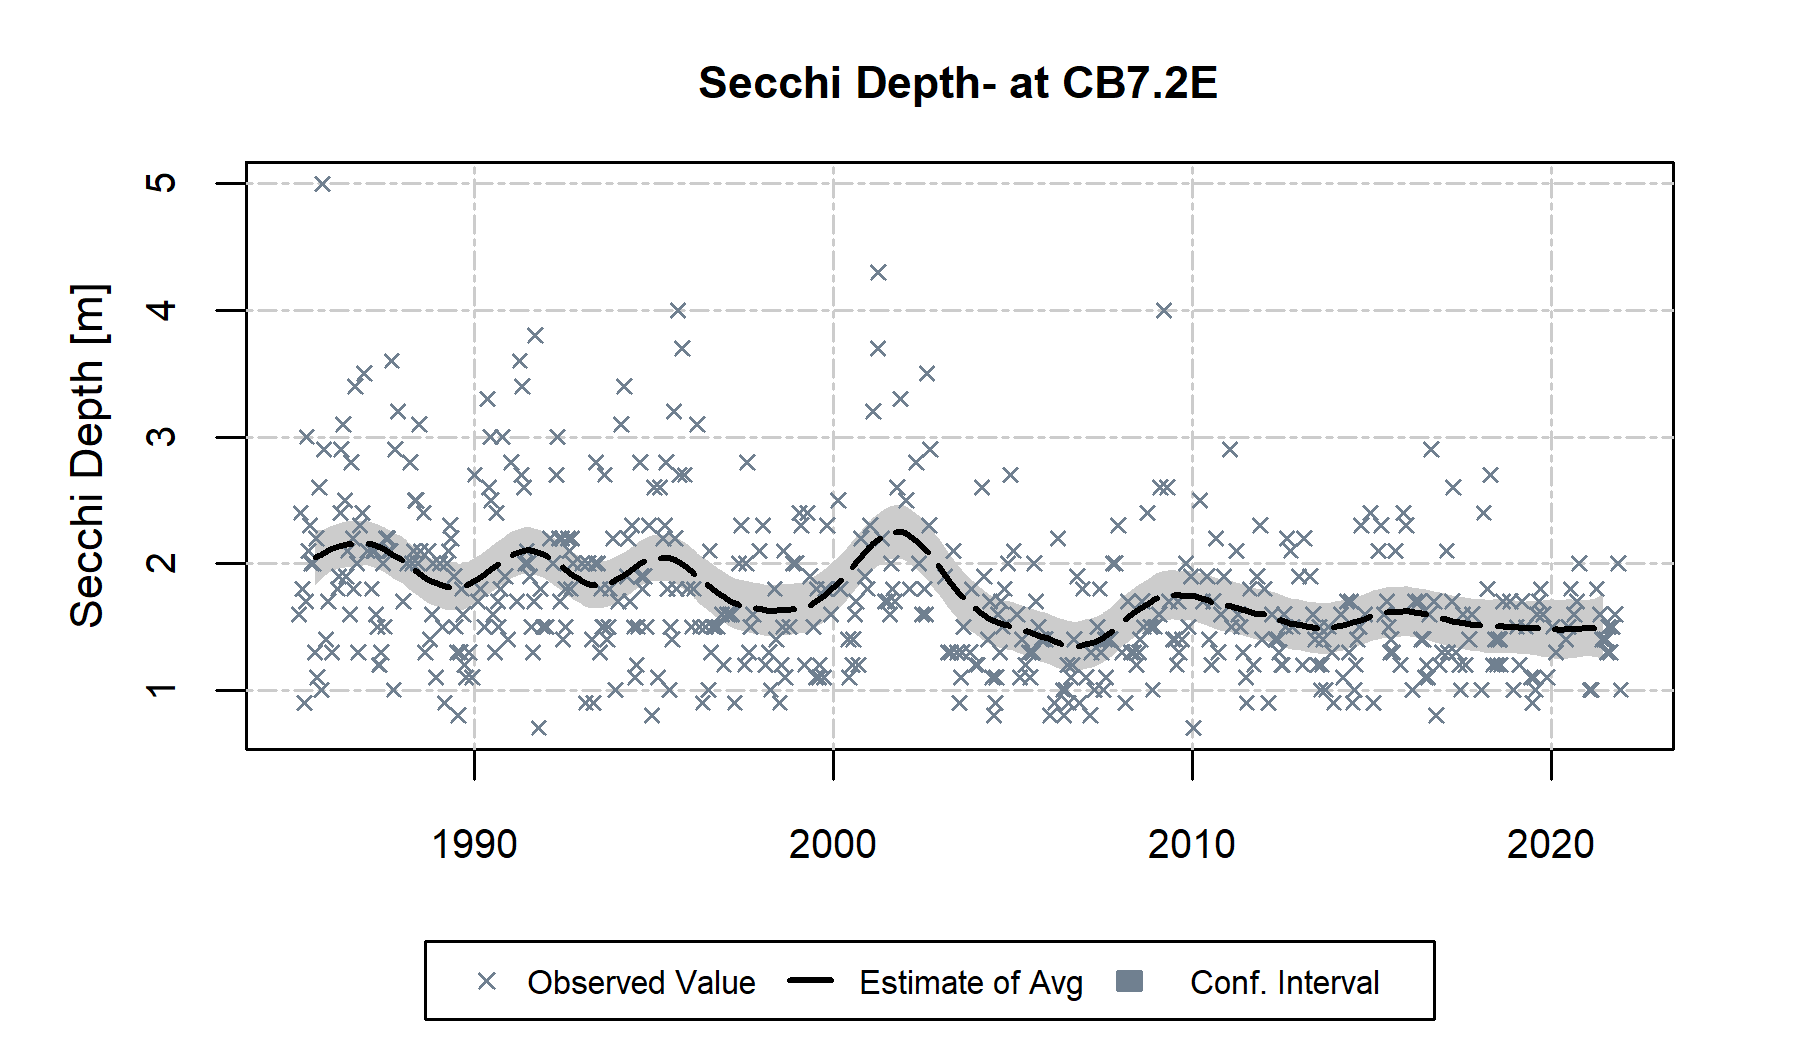 Secchi Depth- at CB7.2E
Secchi Depth [m]
5
4
3
2
1
1990 2000 2010 2020
Observed Value Estimate of Avg Conf. Interval